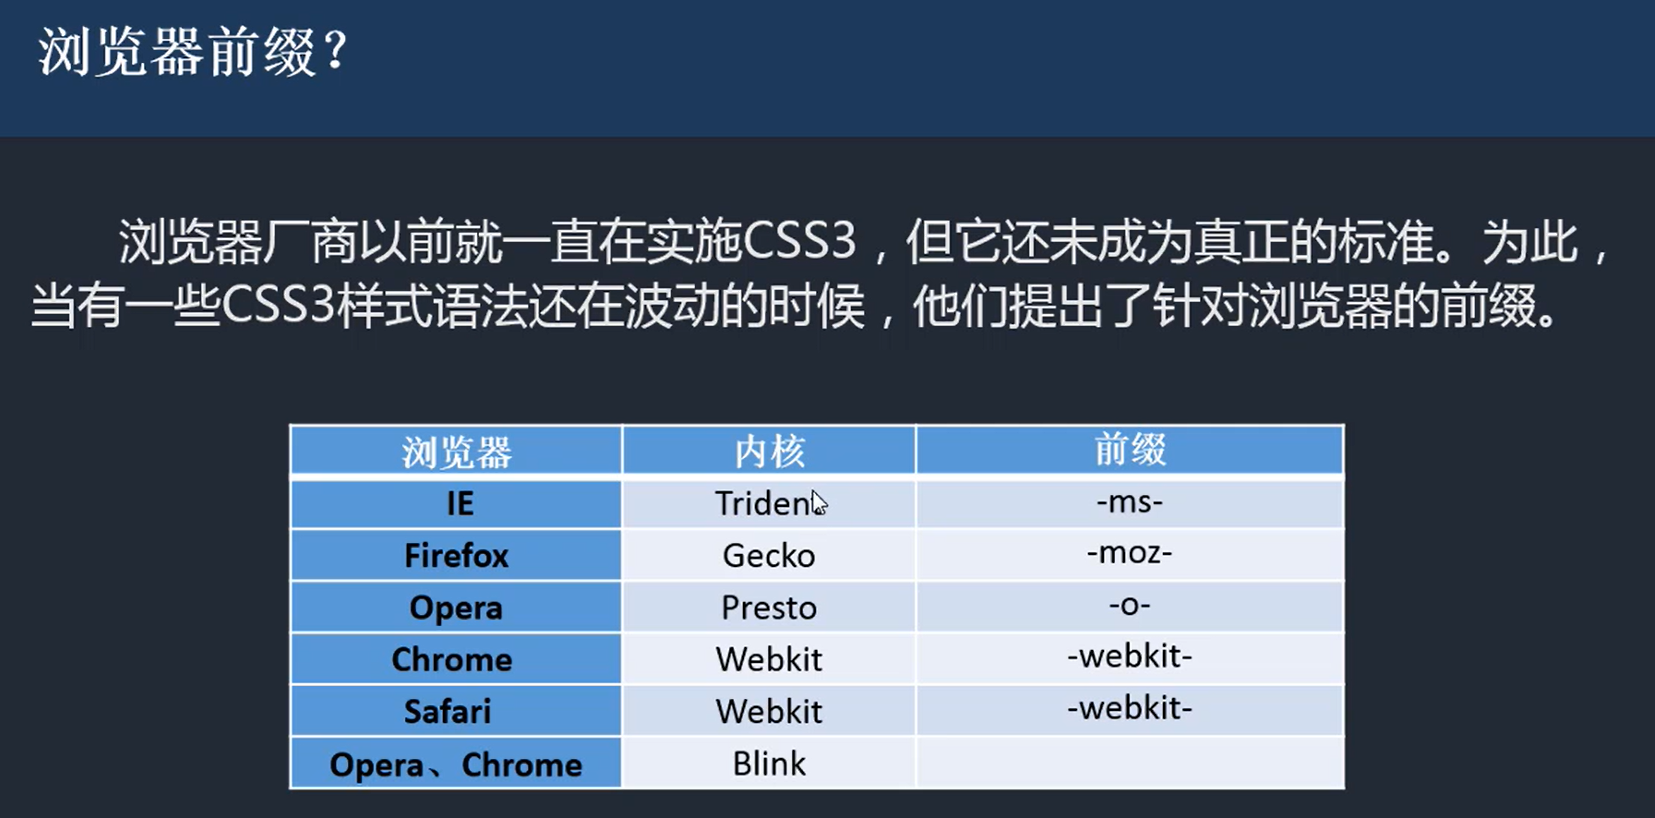 浏览器前缀?
浏览器厂商以前就一直在实施CSS3，但它还未成为真正的标准。为此，
当有一些CSS3样式语法还在波动的时候，他们提出了针对浏览器的前缀。
浏览器 内核 前缀
IE Trident -ms-
Firefox Gecko -moz-
Opera Presto -o-
Chrome Webkit -webkit-
Safari Webkit -webkit-
Opera、Chrome Blink